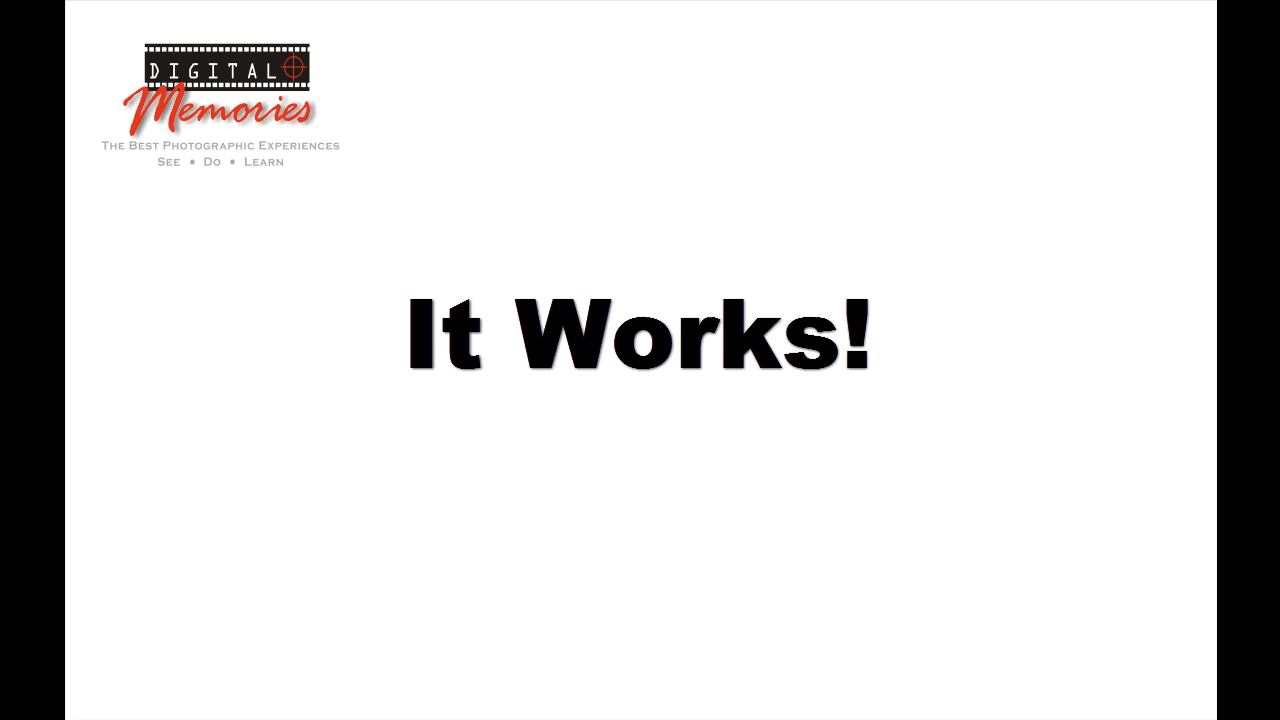 DIGITAL
Memories
The Best Photographic Experiences
See • Do • Learn
It Works!